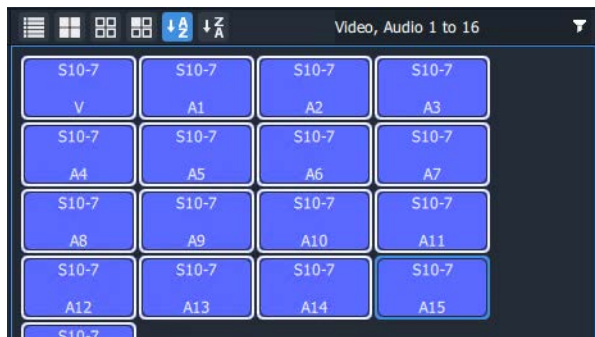 Video, Audio 1 to 16
S10-7 S10-7 S10-7 S10-7
V A1 A2 A3
S10-7 S10-7 S10-7 S10-7
A4 A5 A6 A7
S10-7 S10-7 S10-7 S10-7
A8 A9 A10 A11
S10-7 S10-7 S10-7 S10-7
A12 A13 A14 A15
S10-7